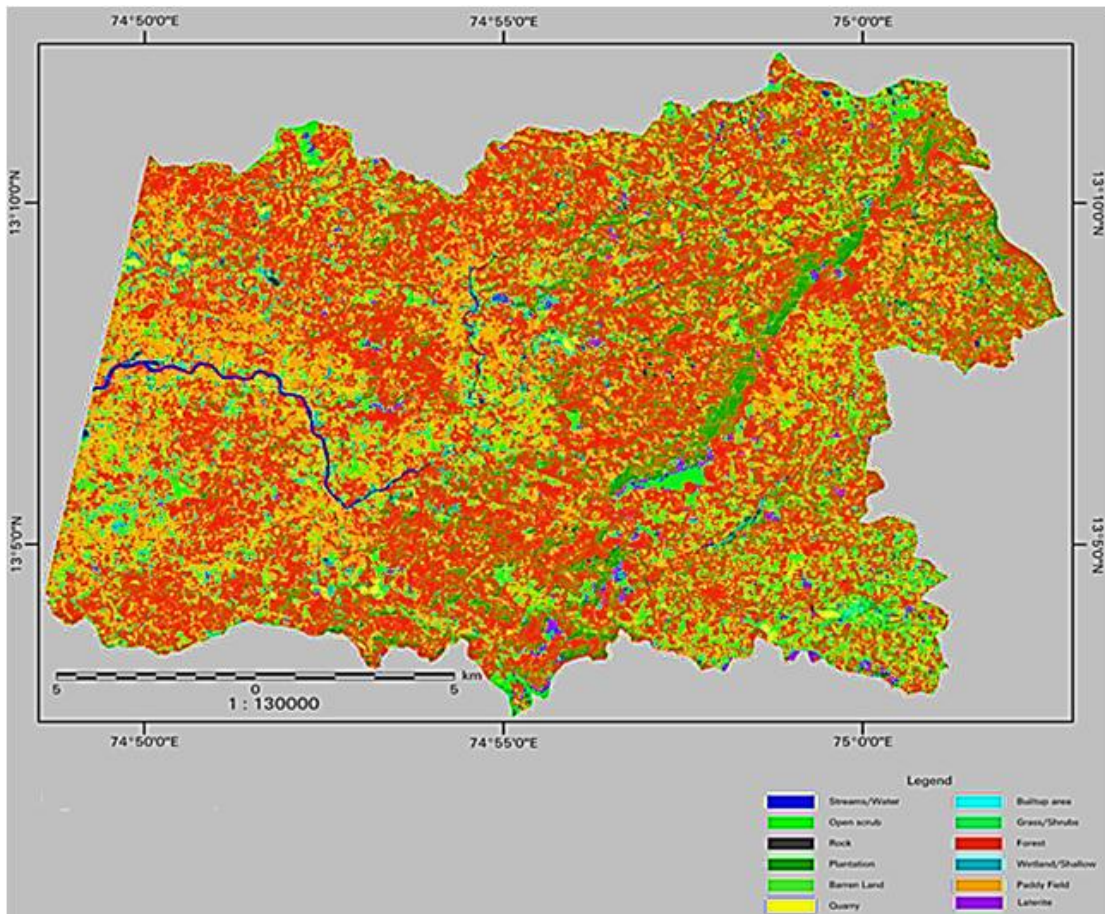 74°50'0"E 74°55'0"E 75°0'0"E
13°10'0"N 13°10'0"N
13°5'0"N 13°5'0"N
5 0 5 km
1 : 130000
74°50'0"E 74°55'0"E 75°0'0"E
Legend
Streams/Water
Open scrub
Rock
Plantation
Barren Land
Quarry
Builtup area
Grass/Shrubs
Forest
Wetland/Shallow
Paddy Field
Laterite